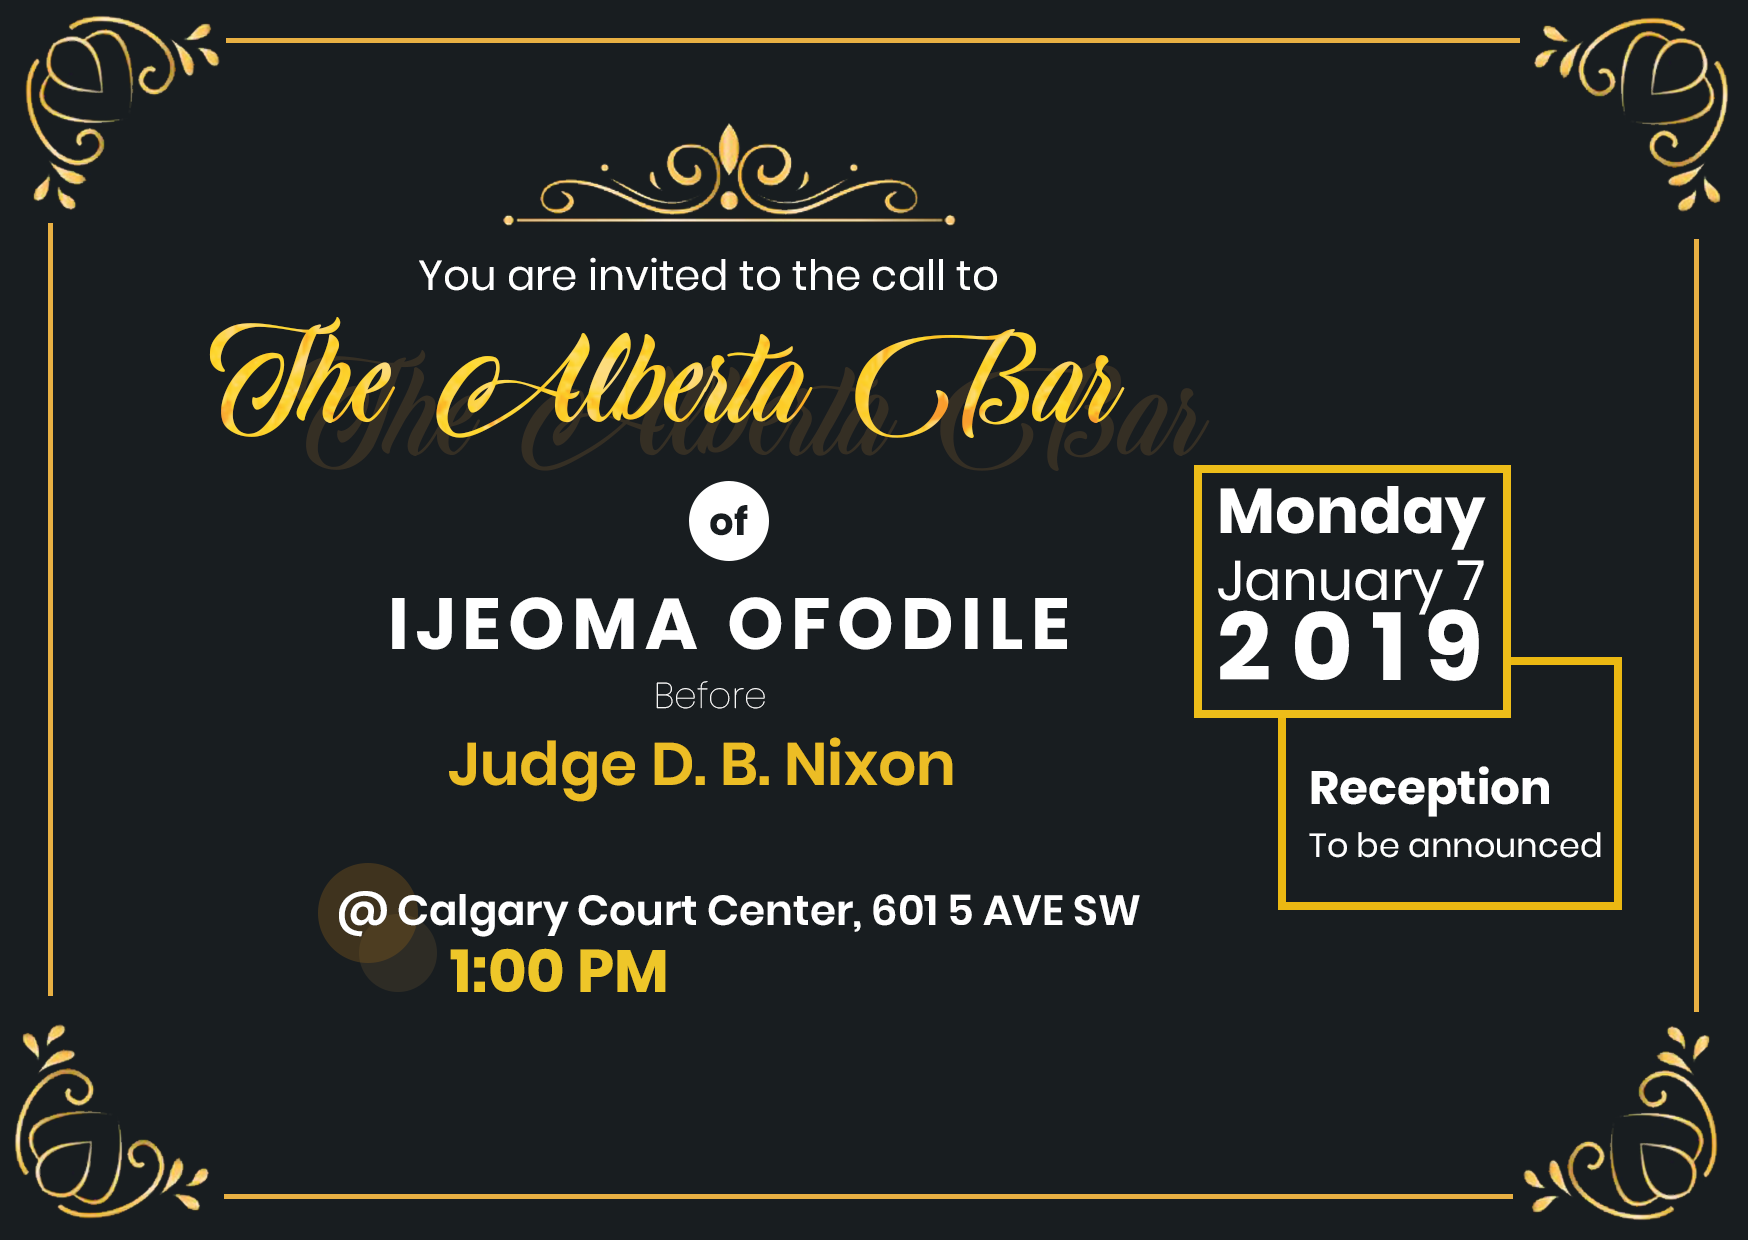 You are invited to the call to
The Alberta Bar
of
IJEOMA OFODILE
Before
Judge D. B. Nixon
@ Calgary Court Center, 601 5 AVE SW
1:00 PM
Monday
January 7
2019
Reception
To be announced